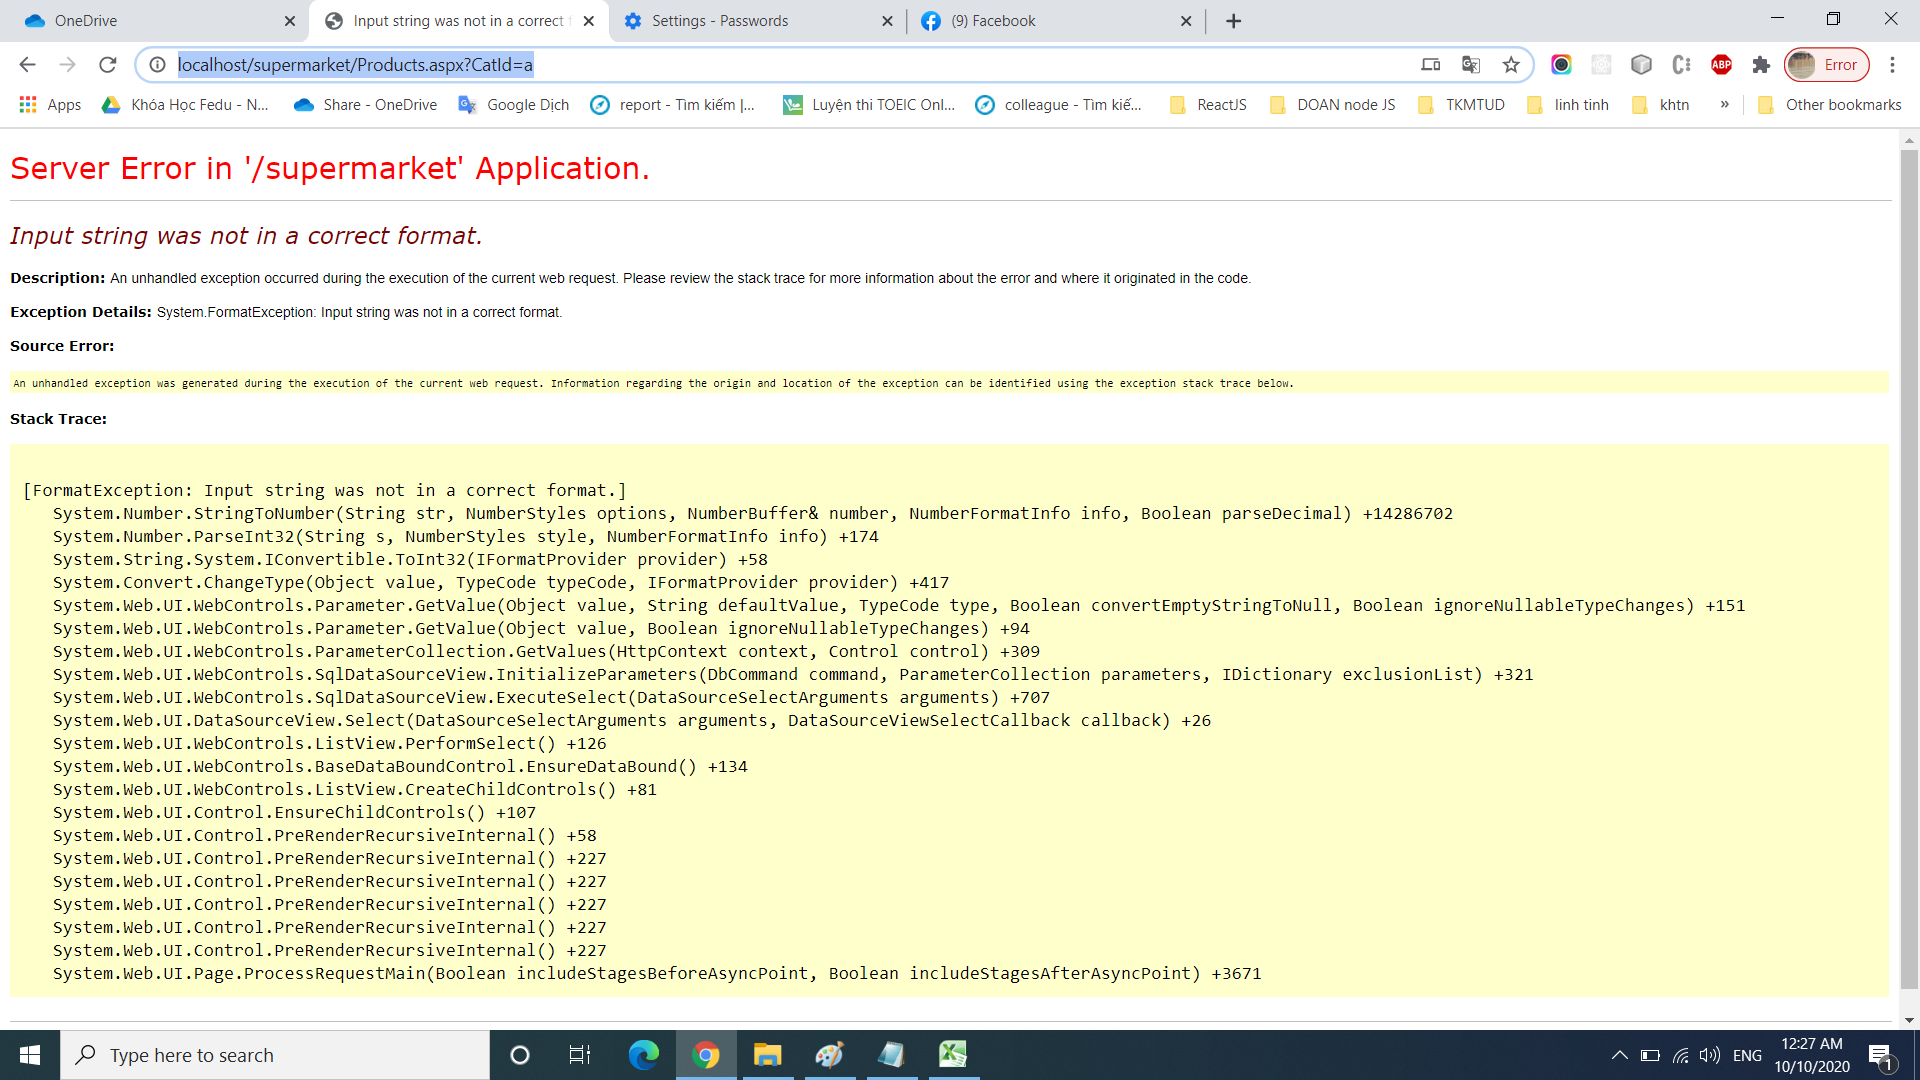 OneDrive
Input string was not in a correct f
Settings - Passwords
(9) Facebook
localhost/supermarket/Products.aspx?CatId=a
ABP
Error
Apps
Khóa Học Fedu - N...
Share - OneDrive
Google Dịch
report - Tìm kiếm |...
Luyện thi TOEIC Onl...
colleague - Tìm kiế...
ReactJS
DOAN node JS
TKMTUD
linh tinh
khtn
»
Other bookmarks
Server Error in '/supermarket' Application.
Input string was not in a correct format.
Description: An unhandled exception occurred during the execution of the current web request. Please review the stack trace for more information about the error and where it originated in the code.
Exception Details: System.FormatException: Input string was not in a correct format.
Source Error:
An unhandled exception was generated during the execution of the current web request. Information regarding the origin and location of the exception can be identified using the exception stack trace below.
Stack Trace:
[FormatException: Input string was not in a correct format.]
System.Number.StringToNumber(String str, NumberStyles options, NumberBuffer& number, NumberFormatInfo info, Boolean parseDecimal) +14286702
System.Number.ParseInt32(String s, NumberStyles style, NumberFormatInfo info) +174
System.String.System.IConvertible.ToInt32(IFormatProvider provider) +58
System.Convert.ChangeType(Object value, TypeCode typeCode, IFormatProvider provider) +417
System.Web.UI.WebControls.Parameter.GetValue(Object value, String defaultValue, TypeCode type, Boolean convertEmptyStringToNull, Boolean ignoreNullableTypeChanges) +151
System.Web.UI.WebControls.Parameter.GetValue(Object value, Boolean ignoreNullableTypeChanges) +94
System.Web.UI.WebControls.ParameterCollection.GetValues(HttpContext context, Control control) +309
System.Web.UI.WebControls.SqlDataSourceView.InitializeParameters(DbCommand command, ParameterCollection parameters, IDictionary exclusionList) +321
System.Web.UI.WebControls.SqlDataSourceView.ExecuteSelect(DataSourceSelectArguments arguments) +707
System.Web.UI.DataSourceView.Select(DataSourceSelectArguments arguments, DataSourceViewSelectCallback callback) +26
System.Web.UI.WebControls.ListView.PerformSelect() +126
System.Web.UI.WebControls.BaseDataBoundControl.EnsureDataBound() +134
System.Web.UI.WebControls.ListView.CreateChildControls() +81
System.Web.UI.Control.EnsureChildControls() +107
System.Web.UI.Control.PreRenderRecursiveInternal() +58
System.Web.UI.Control.PreRenderRecursiveInternal() +227
System.Web.UI.Control.PreRenderRecursiveInternal() +227
System.Web.UI.Control.PreRenderRecursiveInternal() +227
System.Web.UI.Control.PreRenderRecursiveInternal() +227
System.Web.UI.Control.PreRenderRecursiveInternal() +227
System.Web.UI.Page.ProcessRequestMain(Boolean includeStagesBeforeAsyncPoint, Boolean includeStagesAfterAsyncPoint) +3671
Type here to search
ENG
12:27 AM
10/10/2020
1